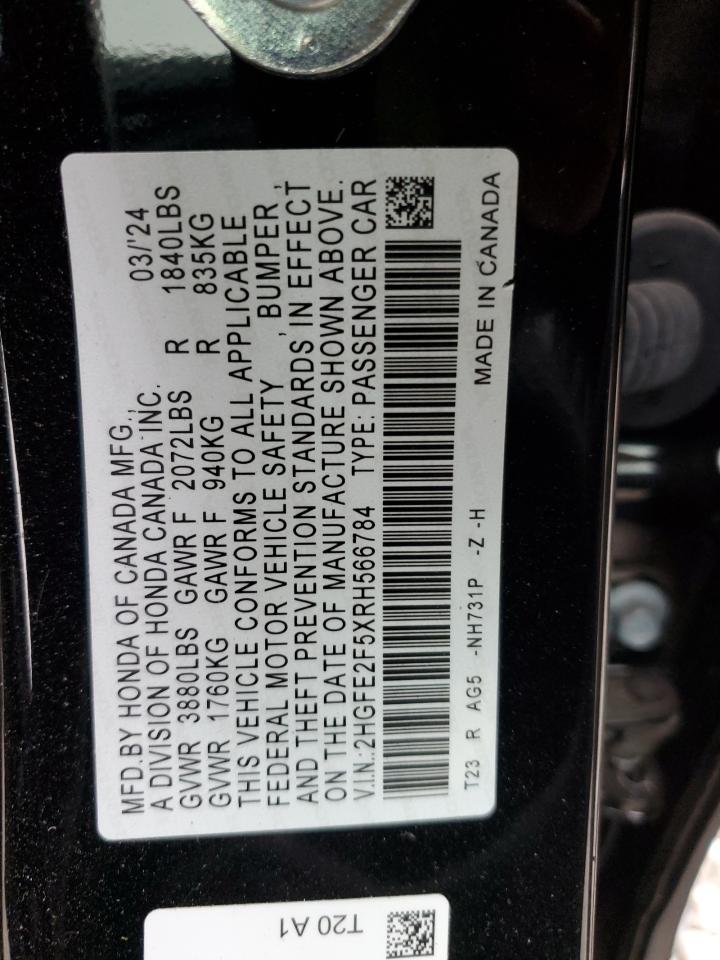 MFD.BY HONDA OF CANADA MFG., 03/'24
A DIVISION OF HONDA CANADA INC.
GVWR 3880LBS GAWR F 2072LBS R 1840LBS
GVWR 1760KG GAWR F 940KG R 835KG
THIS VEHICLE CONFORMS TO ALL APPLICABLE
FEDERAL MOTOR VEHICLE SAFETY , BUMPER ,
AND THEFT PREVENTION STANDARDS IN EFFECT
ON THE DATE OF MANUFACTURE SHOWN ABOVE.
V.I.N.:2HGFE2F5XRH566784 TYPE: PASSENGER CAR
MADE IN CANADA
T23 R AG5 -NH731P -Z -H
T20 A1